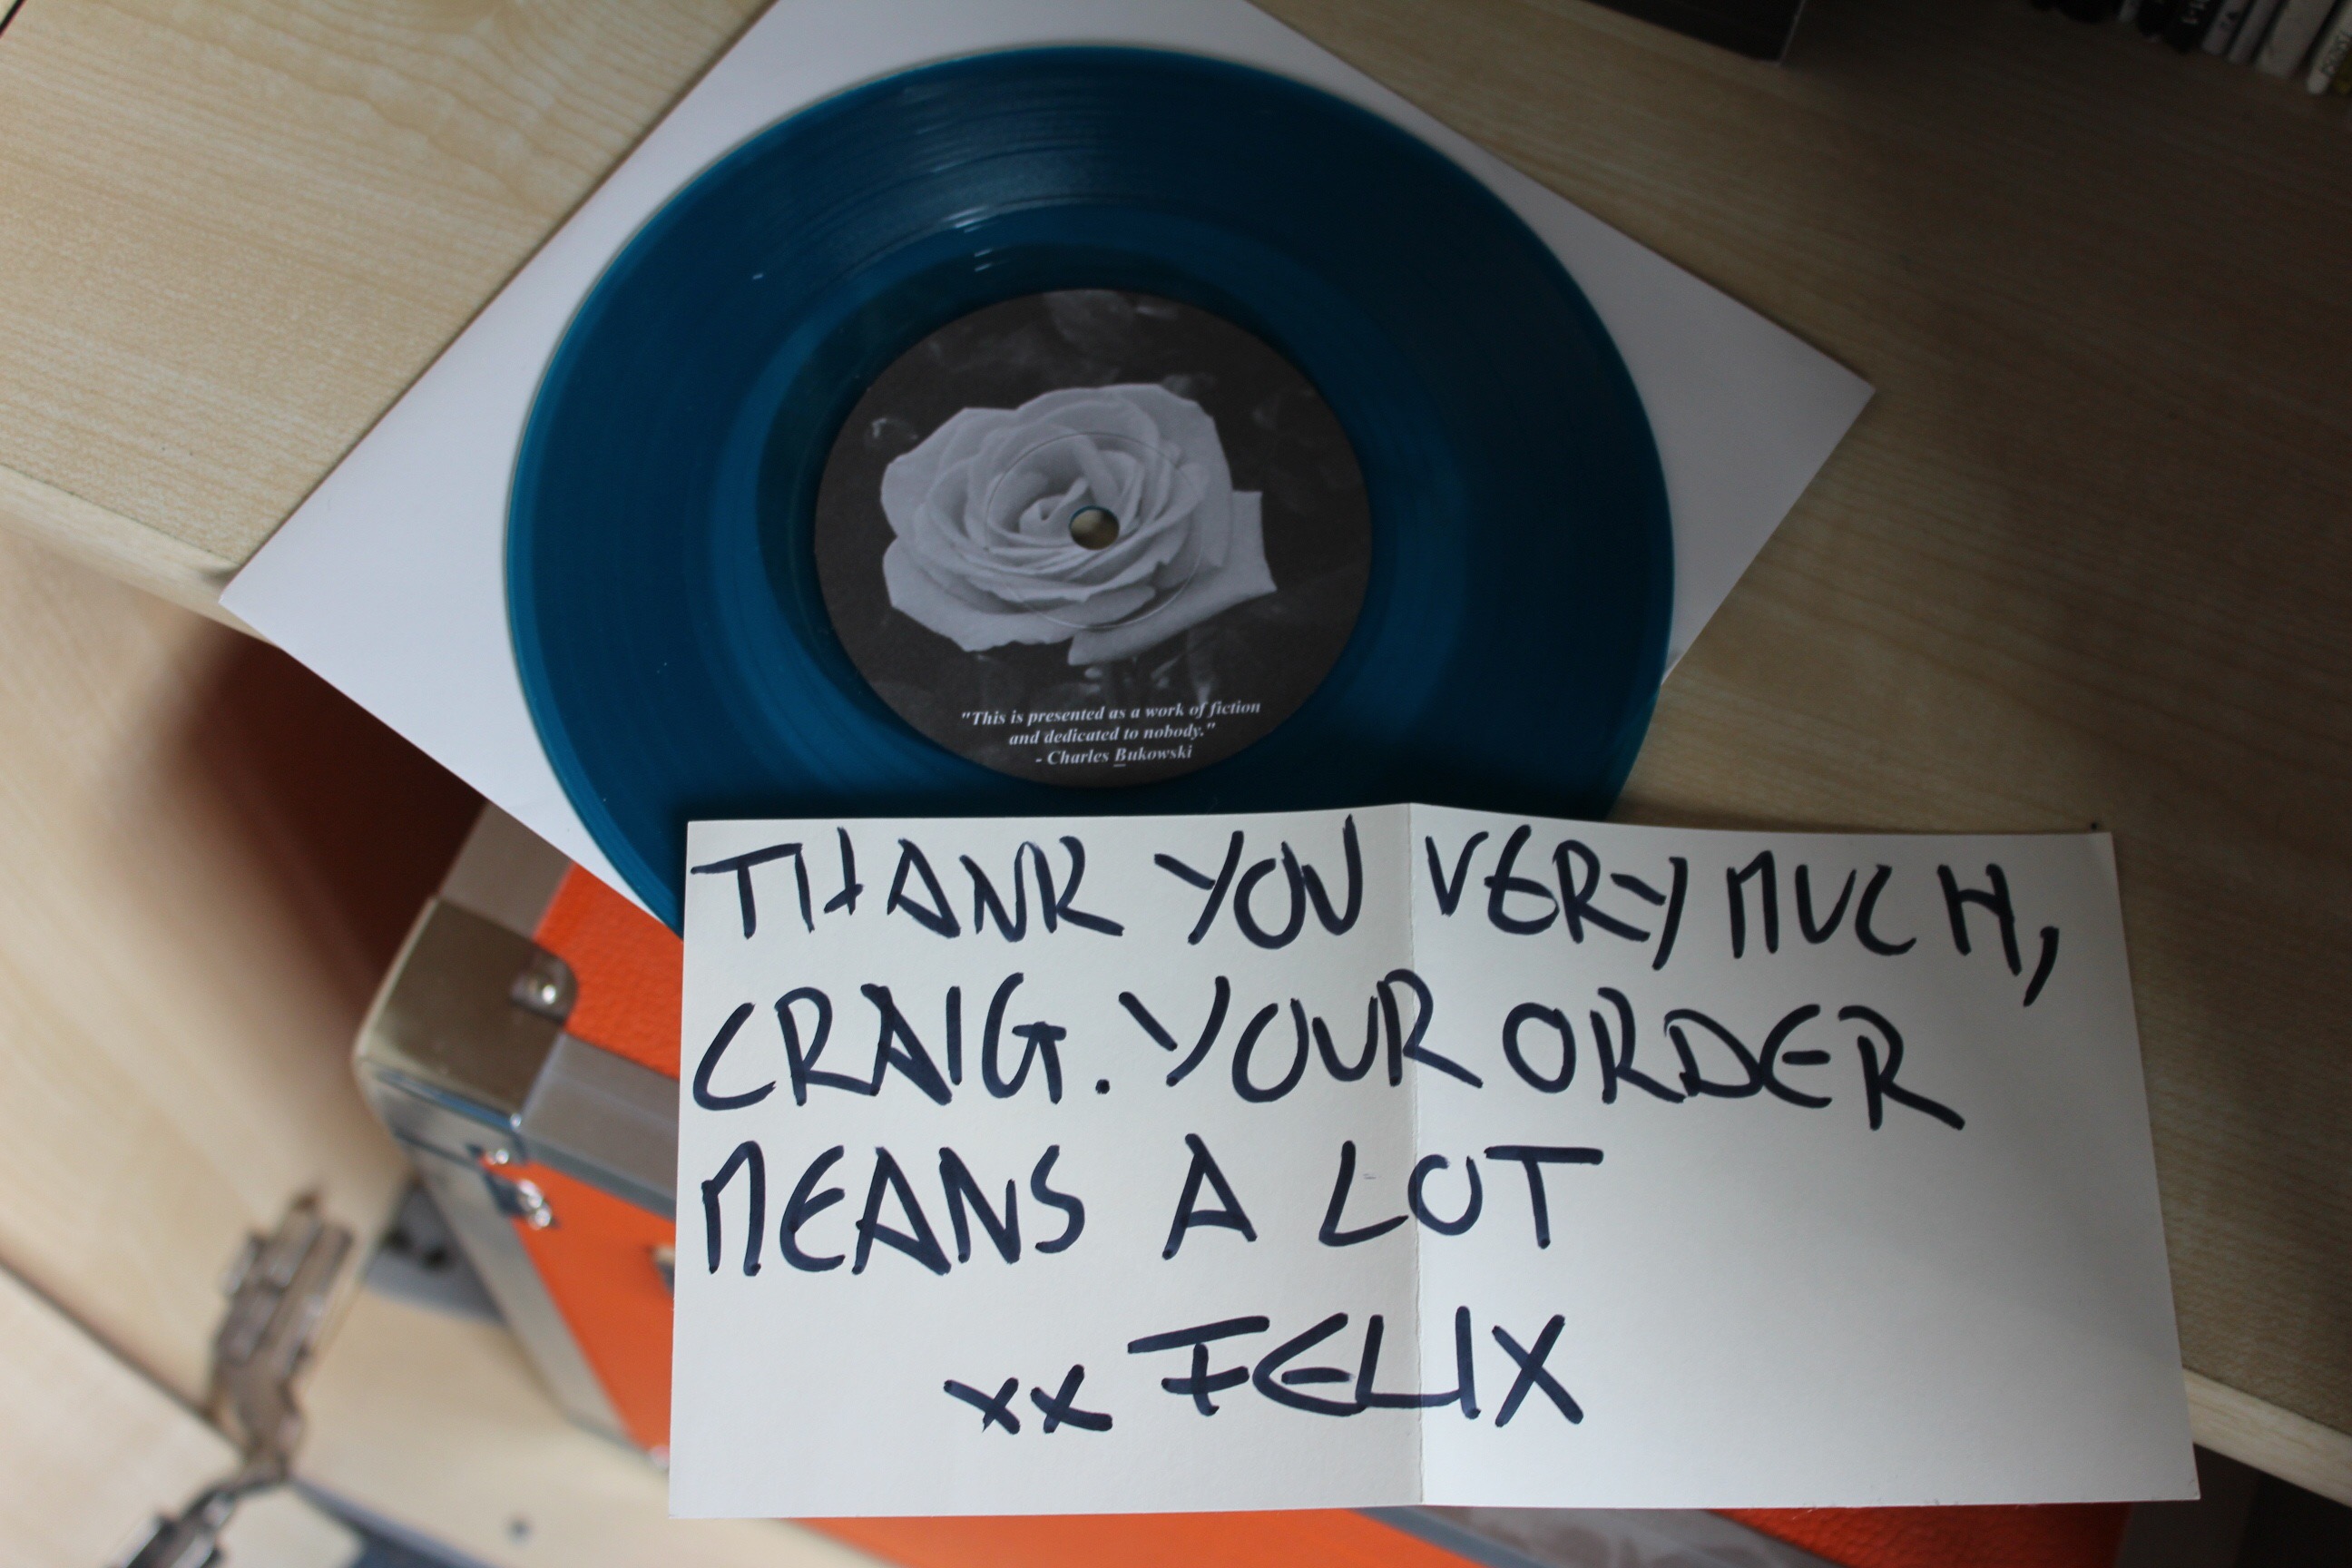 "This is presented as a work of fiction
and dedicated to nobody."
- Charles Bukowski
THANK YOU VERY MUCH,
CRAIG. YOUR ORDER
MEANS A LOT
xx FELIX